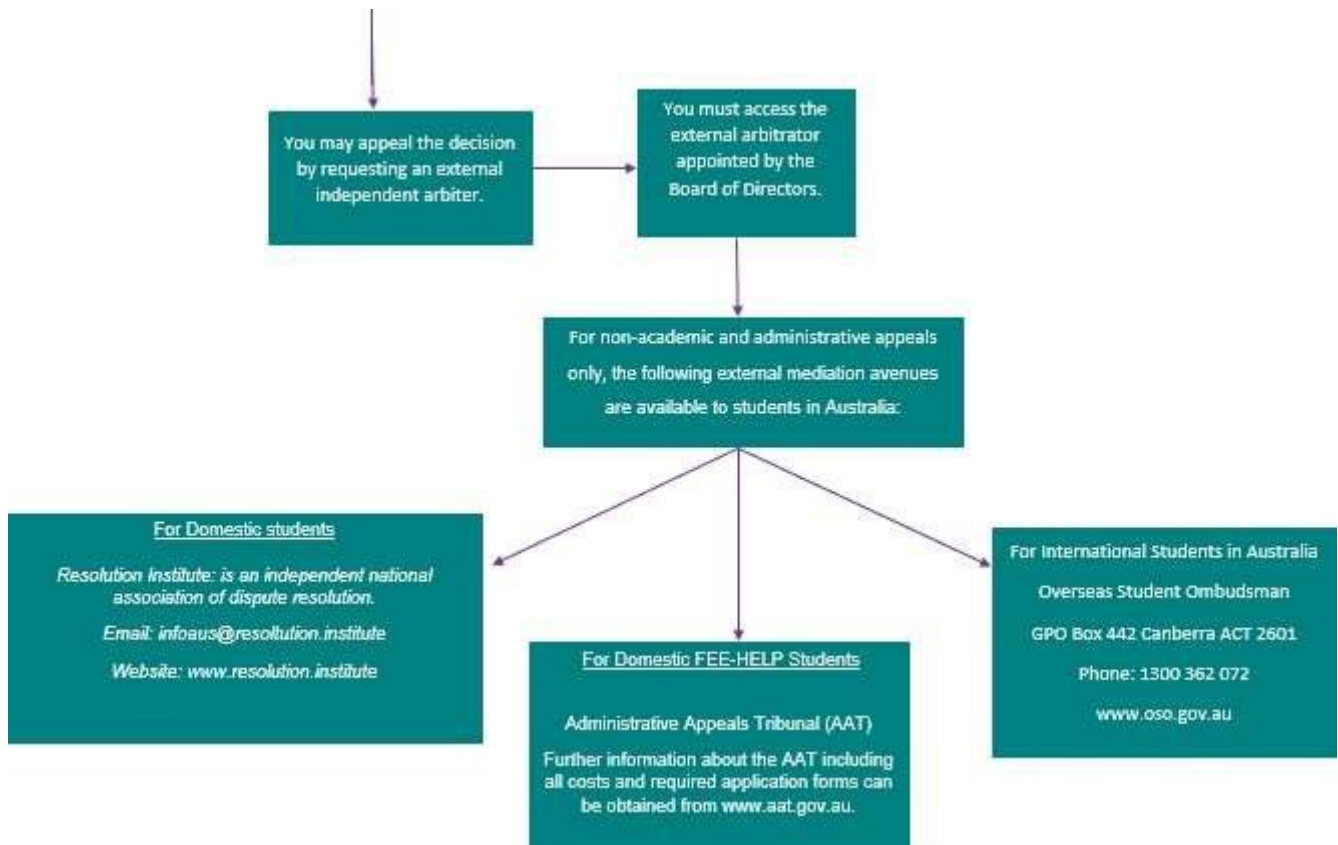 You may appeal the decision
by requesting an external
independent arbiter.
You must access the
external arbitrator
appointed by the
Board of Directors.
For non-academic and administrative appeals
only, the following external mediation avenues
are available to students in Australia:
For Domestic students
Resolution Institute: is an independent national
association of dispute resolution.
Email: infoaus@resoltution.institute
Website: www.resolution.institute
For Domestic FEE-HELP Students
Administrative Appeals Tribunal (AAT)
Further information about the AAT including
all costs and required application forms can
be obtained from www.aat.gov.au.
For International Students in Australia
Overseas Student Ombudsman
GPO Box 442 Canberra ACT 2601
Phone: 1300 362 072
www.oso.gov.au